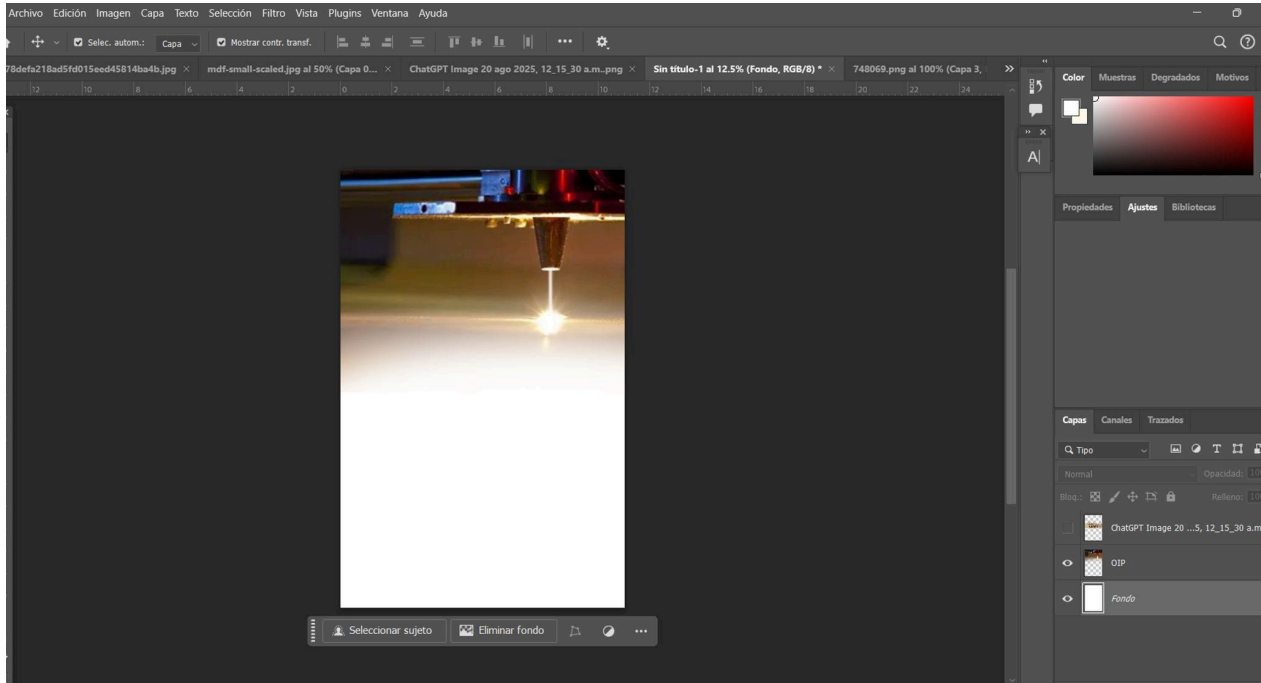 Archivo Edición Imagen Capa Texto Selección Filtro Vista Plugins Ventana Ayuda
Selec. autom.: Capa Mostrar contr. transf.
78defa218ad5fd015eed45814ba4b.jpg × mdf-small-scaled.jpg al 50% (Capa 0... × ChatGPT Image 20 ago 2025, 12_15_30 a.m..png × Sin título-1 al 12.5% (Fondo, RGB/8) * × 748069.png al 100% (Capa 3,
12 10 8 6 4 2 0 2 4 6 8 10 12 14 16 18 20 22 24
Color Muestras Degradados Motivos
A
Propiedades Ajustes Bibliotecas
Capas Canales Trazados
Tipo
Normal Opacidad:
Bloq.: Relleno:
ChatGPT Image 20 ...5, 12_15_30 a.m
OIP
Fondo
Seleccionar sujeto Eliminar fondo